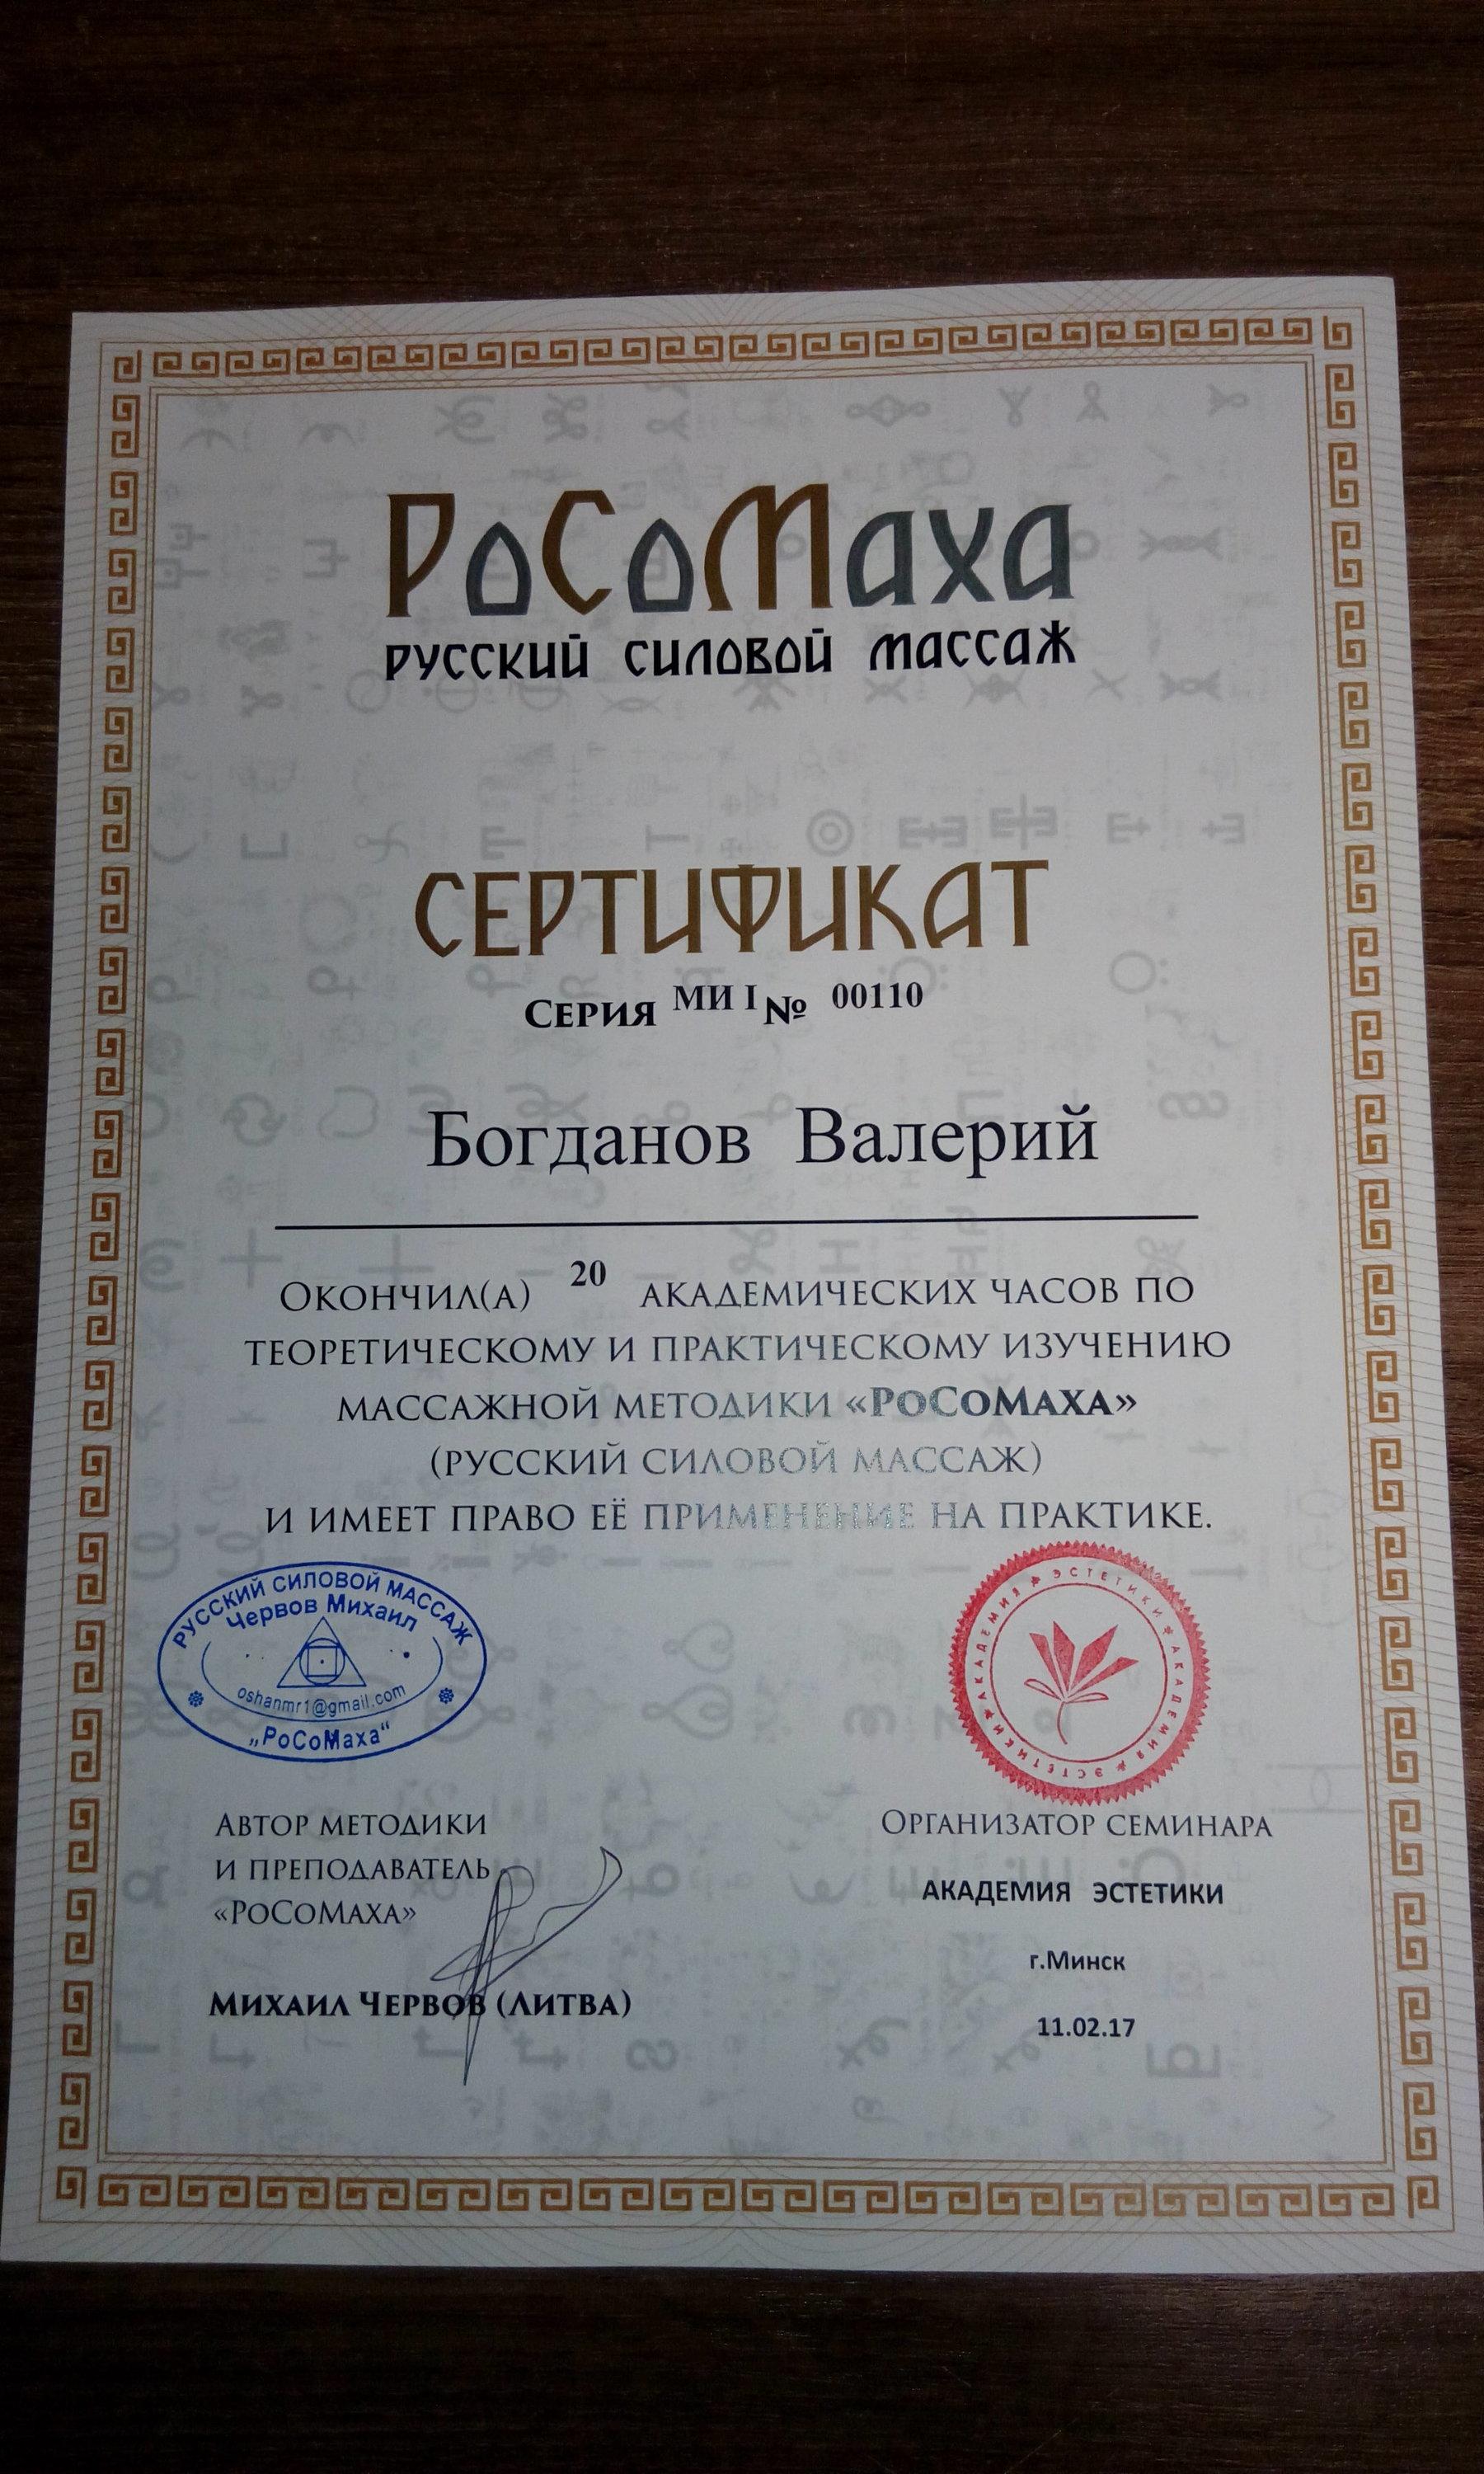 РоСоМаха
русский силовой массаж
СЕРТИФИКАТ
Серия МИ I № 00110
Богданов Валерий
Окончил(а) 20 академических часов по
теоретическому и практическому изучению
массажной методики «РоСоМаха»
(русский силовой массаж)
и имеет право её применение на практике.
РУССКИЙ СИЛОВОЙ МАССАЖ
Червов Михаил
oshanmr1@gmail.com
„РоСоМаха“
АКАДЕМИЯ ЭСТЕТИКИ АКАДЕМИЯ ЭСТЕТИКИ
Автор методики
и преподаватель
«РоСоМаха»
Михаил Червов (Литва)
Организатор семинара
АКАДЕМИЯ ЭСТЕТИКИ
г.Минск
11.02.17